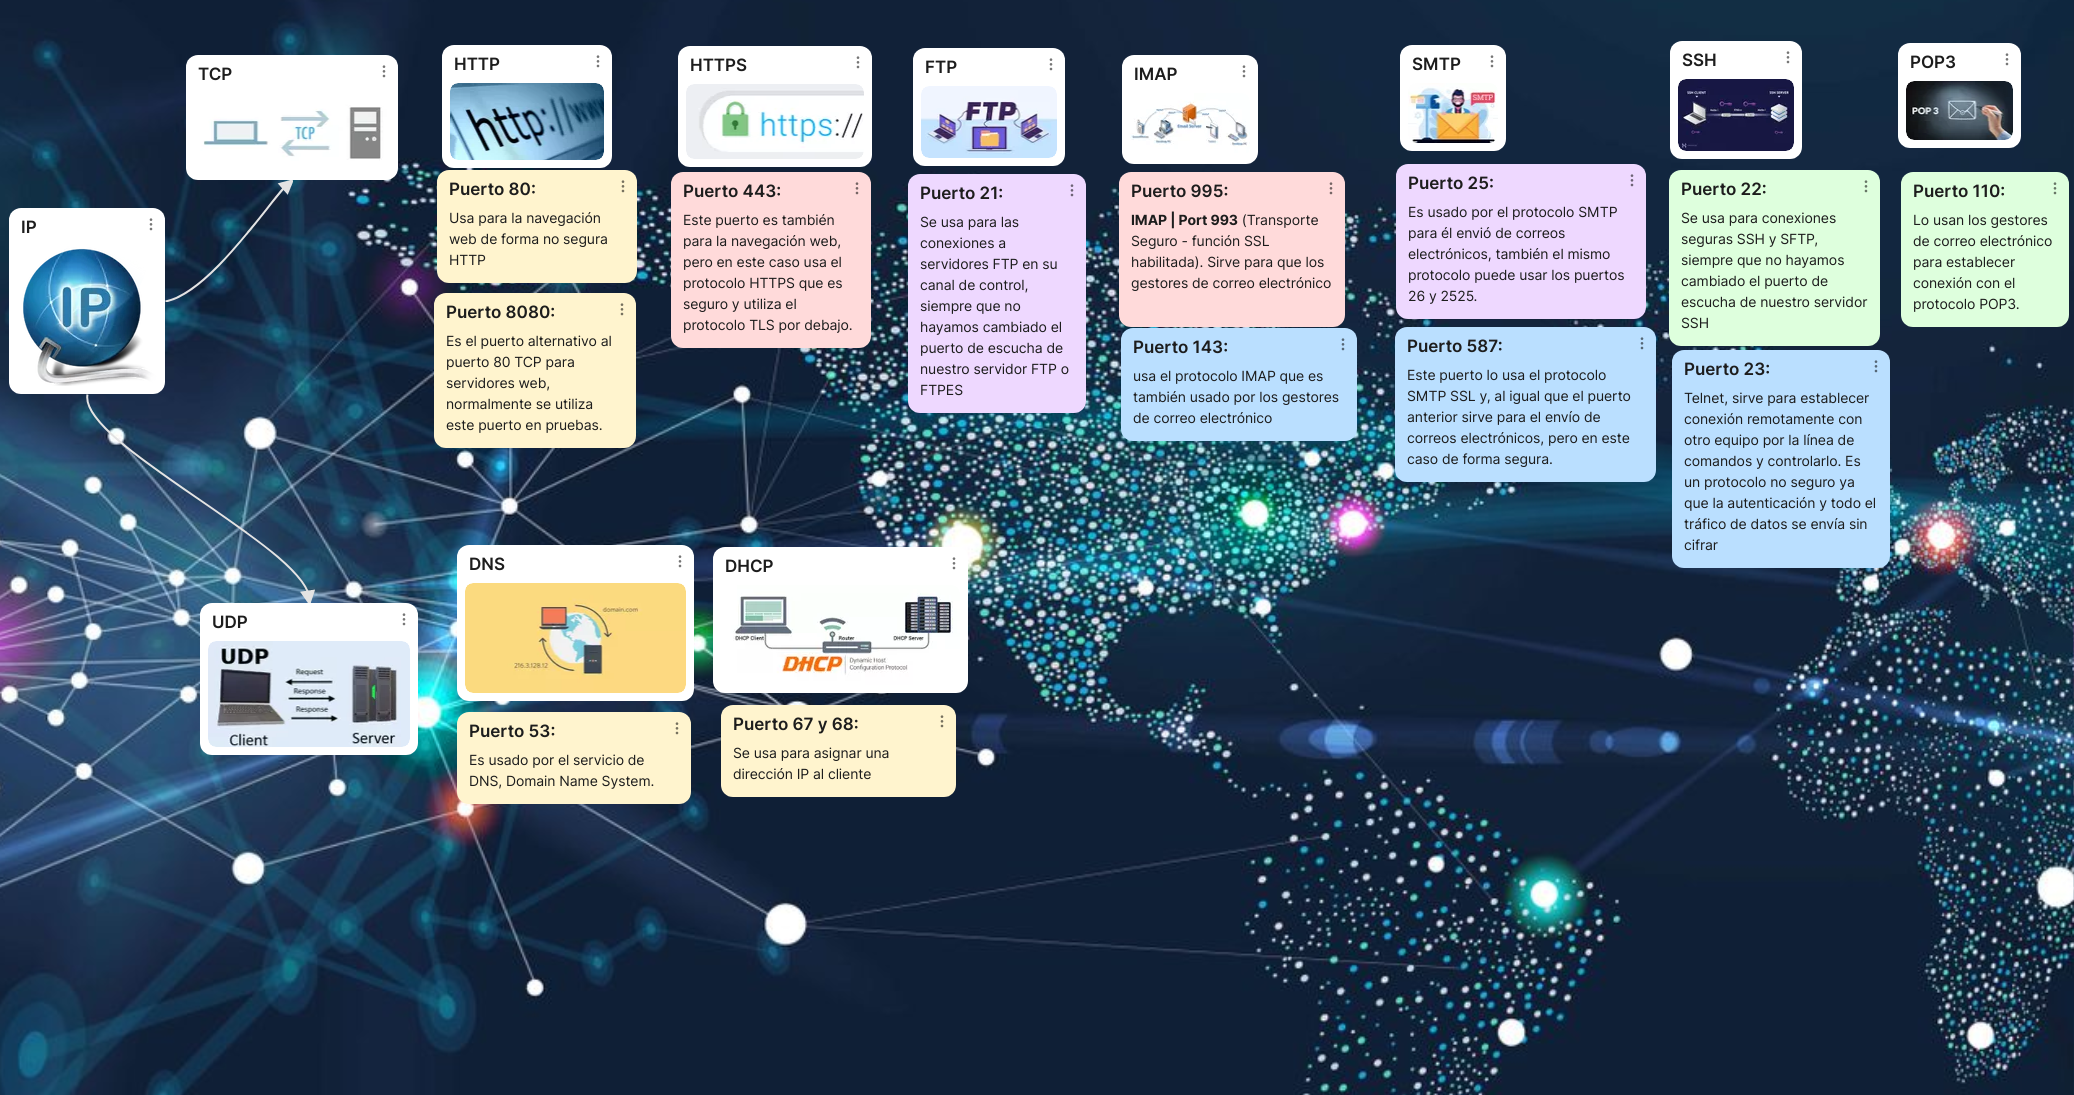 TCP
TCP
HTTP
http://www
HTTPS
https://
FTP
FTP
IMAP
Email Server
SMTP
SMTP
SSH
SSH CLIENT
SSH SERVER
POP3
POP 3
IP
IP
Puerto 80:
Usa para la navegación
web de forma no segura
HTTP
Puerto 8080:
Es el puerto alternativo al
puerto 80 TCP para
servidores web,
normalmente se utiliza
este puerto en pruebas.
Puerto 443:
Este puerto es también
para la navegación web,
pero en este caso usa el
protocolo HTTPS que es
seguro y utiliza el
protocolo TLS por debajo.
Puerto 21:
Se usa para las
conexiones a
servidores FTP en su
canal de control,
siempre que no
hayamos cambiado el
puerto de escucha de
nuestro servidor FTP o
FTPES
Puerto 995:
IMAP | Port 993 (Transporte
Seguro - función SSL
habilitada). Sirve para que los
gestores de correo electrónico
Puerto 143:
usa el protocolo IMAP que es
también usado por los gestores
de correo electrónico
Puerto 25:
Es usado por el protocolo SMTP
para él envió de correos
electrónicos, también el mismo
protocolo puede usar los puertos
26 y 2525.
Puerto 587:
Este puerto lo usa el protocolo
SMTP SSL y, al igual que el puerto
anterior sirve para el envío de
correos electrónicos, pero en este
caso de forma segura.
Puerto 22:
Se usa para conexiones
seguras SSH y SFTP,
siempre que no hayamos
cambiado el puerto de
escucha de nuestro servidor
SSH
Puerto 23:
Telnet, sirve para establecer
conexión remotamente con
otro equipo por la línea de
comandos y controlarlo. Es
un protocolo no seguro ya
que la autenticación y todo el
tráfico de datos se envía sin
cifrar
Puerto 110:
Lo usan los gestores
de correo electrónico
para establecer
conexión con el
protocolo POP3.
UDP
UDP
Request
Response
Response
Client
Server
DNS
domain.com
216.3.128.12
Puerto 53:
Es usado por el servicio de
DNS, Domain Name System.
DHCP
DHCP Client
Router
DHCP Server
DHCP
Dynamic Host
Configuration Protocol
Puerto 67 y 68:
Se usa para asignar una
dirección IP al cliente